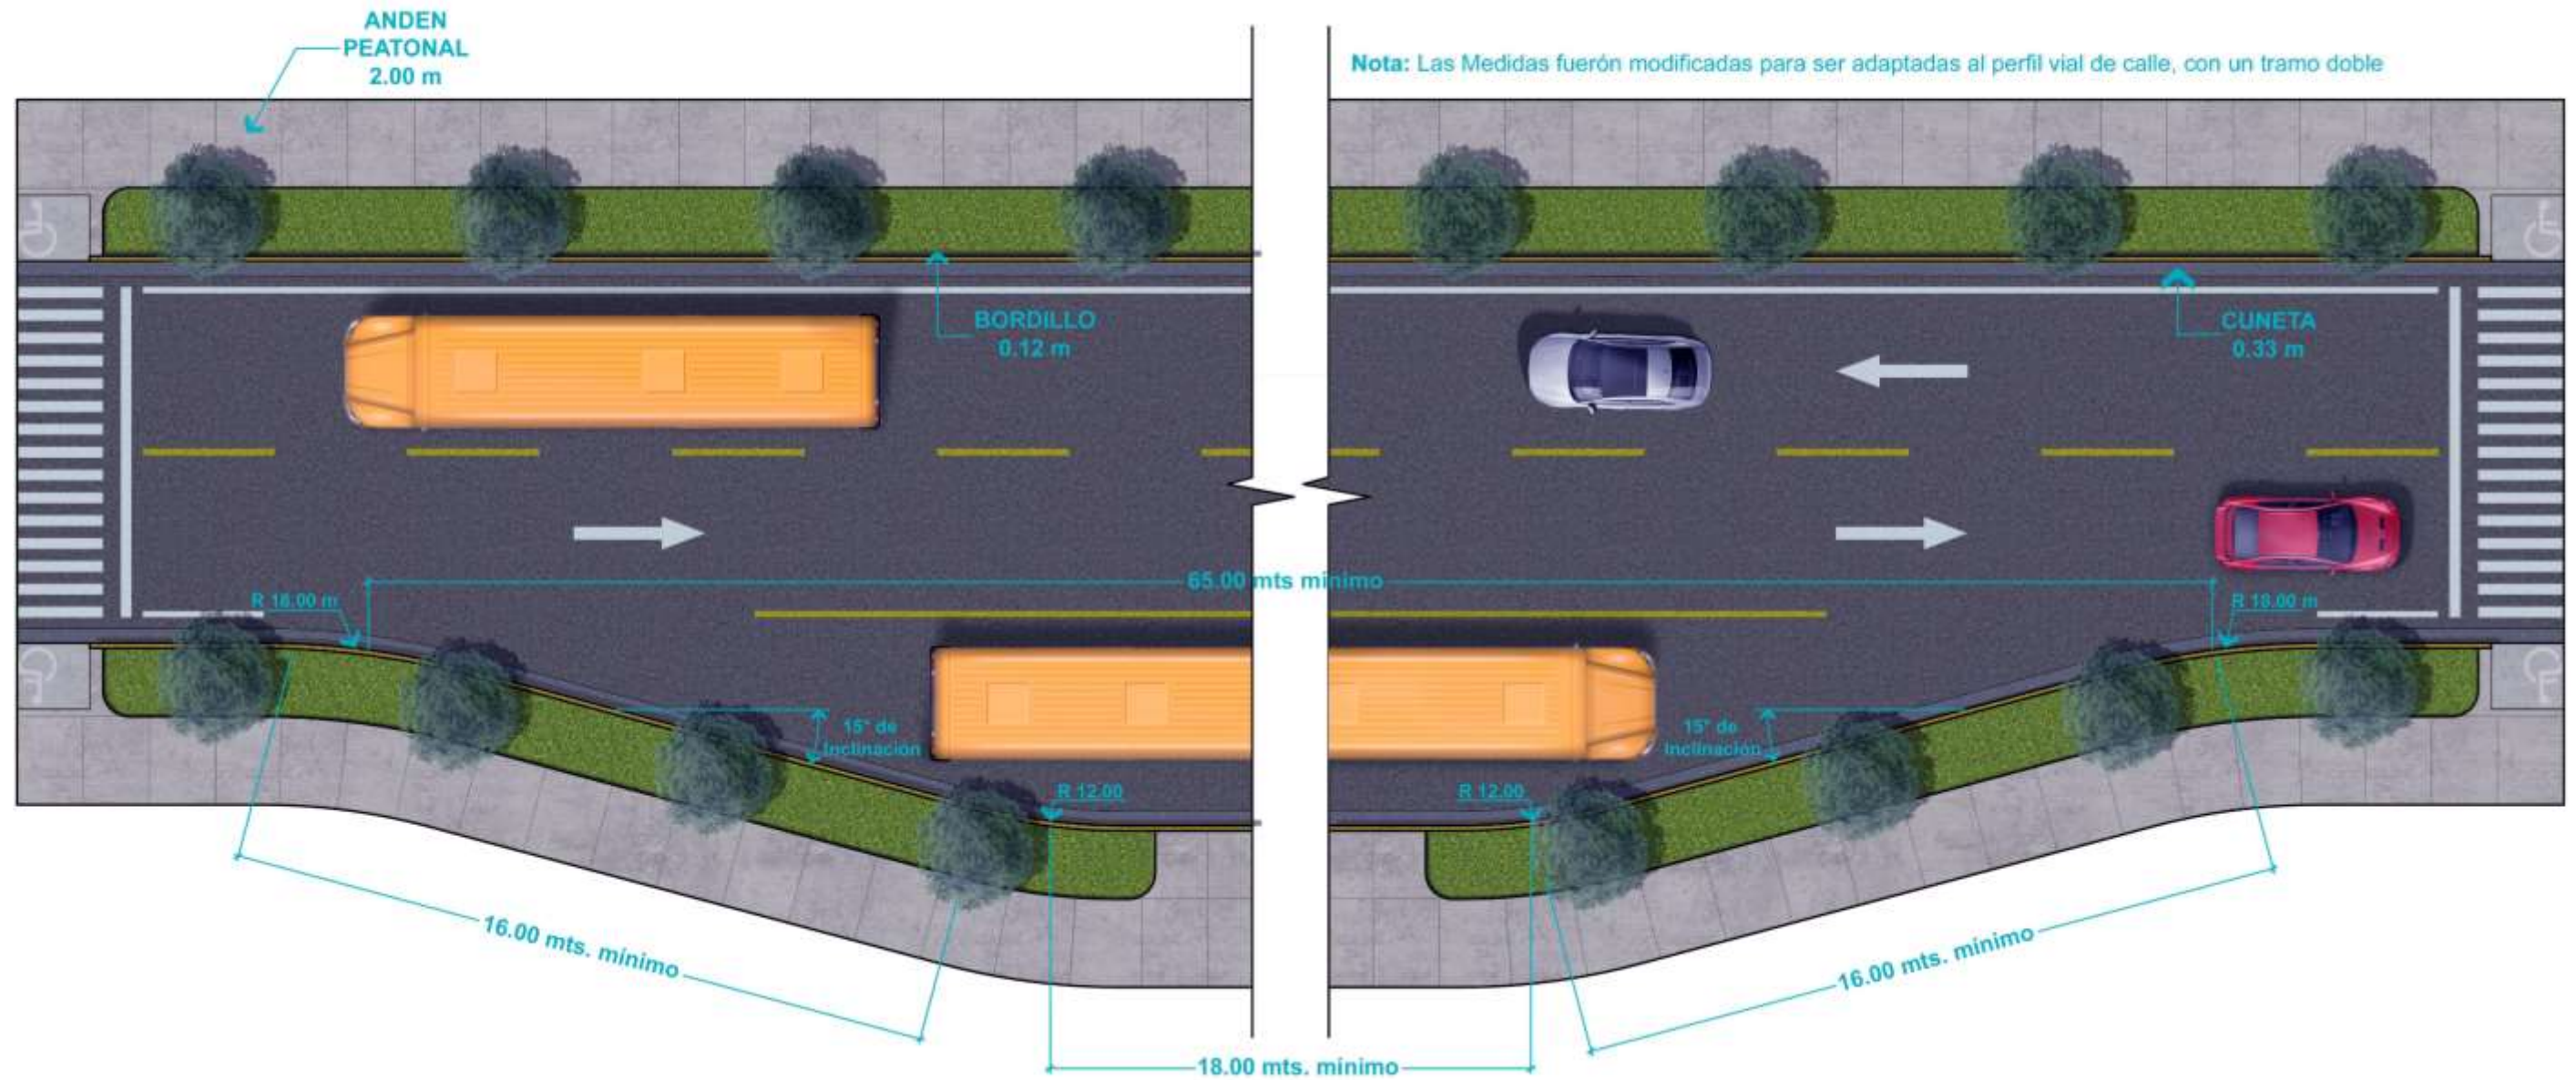 ANDEN
PEATONAL
2.00 m
Nota: Las Medidas fuerón modificadas para ser adaptadas al perfil vial de calle, con un tramo doble
BORDILLO
0.12 m
CUNETA
0.33 m
65.00 mts mínimo
R 18.00 m
R 18.00 m
15° de
Inclinación
15° de
Inclinación
R 12.00
R 12.00
16.00 mts. mínimo
16.00 mts. mínimo
18.00 mts. mínimo